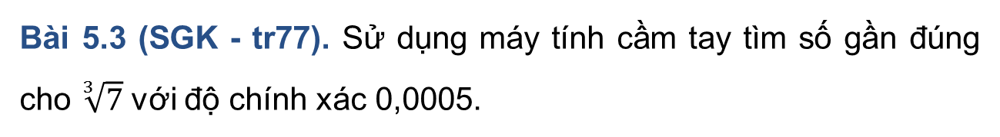 Bài 5.3 (SGK - tr77). Sử dụng máy tính cầm tay tìm số gần đúng
cho ∛7 với độ chính xác 0,0005.